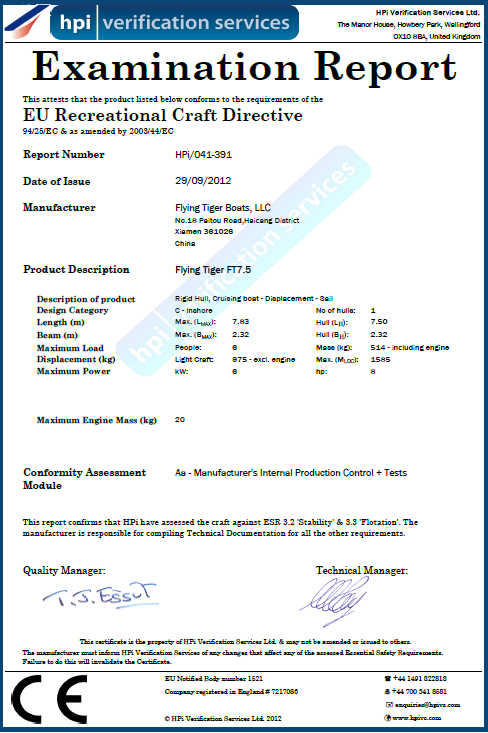 hpi verification services
HPi Verification Services Ltd.
The Manor House, Howbery Park, Wallingford
OX10 8BA, United Kingdom
Examination Report
This attests that the product listed below conforms to the requirements of the
EU Recreational Craft Directive
94/25/EC & as amended by 2003/44/EC
Report Number HPi/041-391
Date of Issue 29/09/2012
Manufacturer Flying Tiger Boats, LLC
No.18 Paitou Road,Haicang District
Xiamen 361026
China
Product Description Flying Tiger FT7.5
hpi verification services
Description of product Rigid Hull, Cruising boat - Displacement - Sail
Design Category C - Inshore No of hulls: 1
Length (m) Max. (LMAX): 7.83 Hull (LH): 7.50
Beam (m) Max. (BMAX): 2.32 Hull (BH): 2.32
Maximum Load People: 6 Mass (kg): 514 - including engine
Displacement (kg) Light Craft: 975 - excl. engine Max. (MLDC): 1585
Maximum Power kW: 6 hp: 8
Maximum Engine Mass (kg) 20
Conformity Assessment Aa - Manufacturer's Internal Production Control + Tests
Module
This report confirms that HPi have assessed the craft against ESR 3.2 'Stability' & 3.3 'Flotation'. The
manufacturer is responsible for compiling Technical Documentation for all the other requirements.
Quality Manager: Technical Manager:
T.J.Essut
This certificate is the property of HPi Verification Services Ltd. & may not be amended or issued to others.
The manufacturer must inform HPi Verification Services of any changes that affect any of the assessed Essential Safety Requirements.
Failure to do this will invalidate the Certificate.
CE
EU Notified Body number 1521 +44 1491 822818
Company registered in England # 7217086 +44 700 341 8581
enquiries@hpivs.com
© HPi Verification Services Ltd. 2012 www.hpivs.com